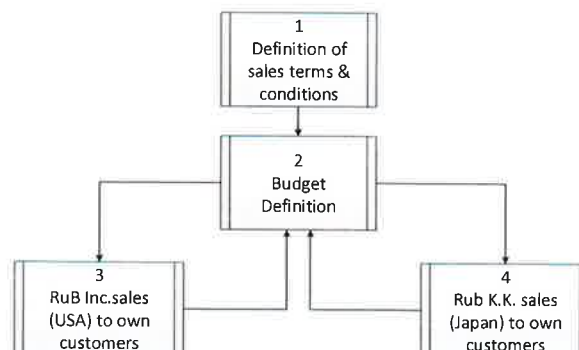 1
Definition of
sales terms &
conditions
2
Budget
Definition
3
RuB Inc.sales
(USA) to own
customers
4
Rub K.K. sales
(Japan) to own
customers